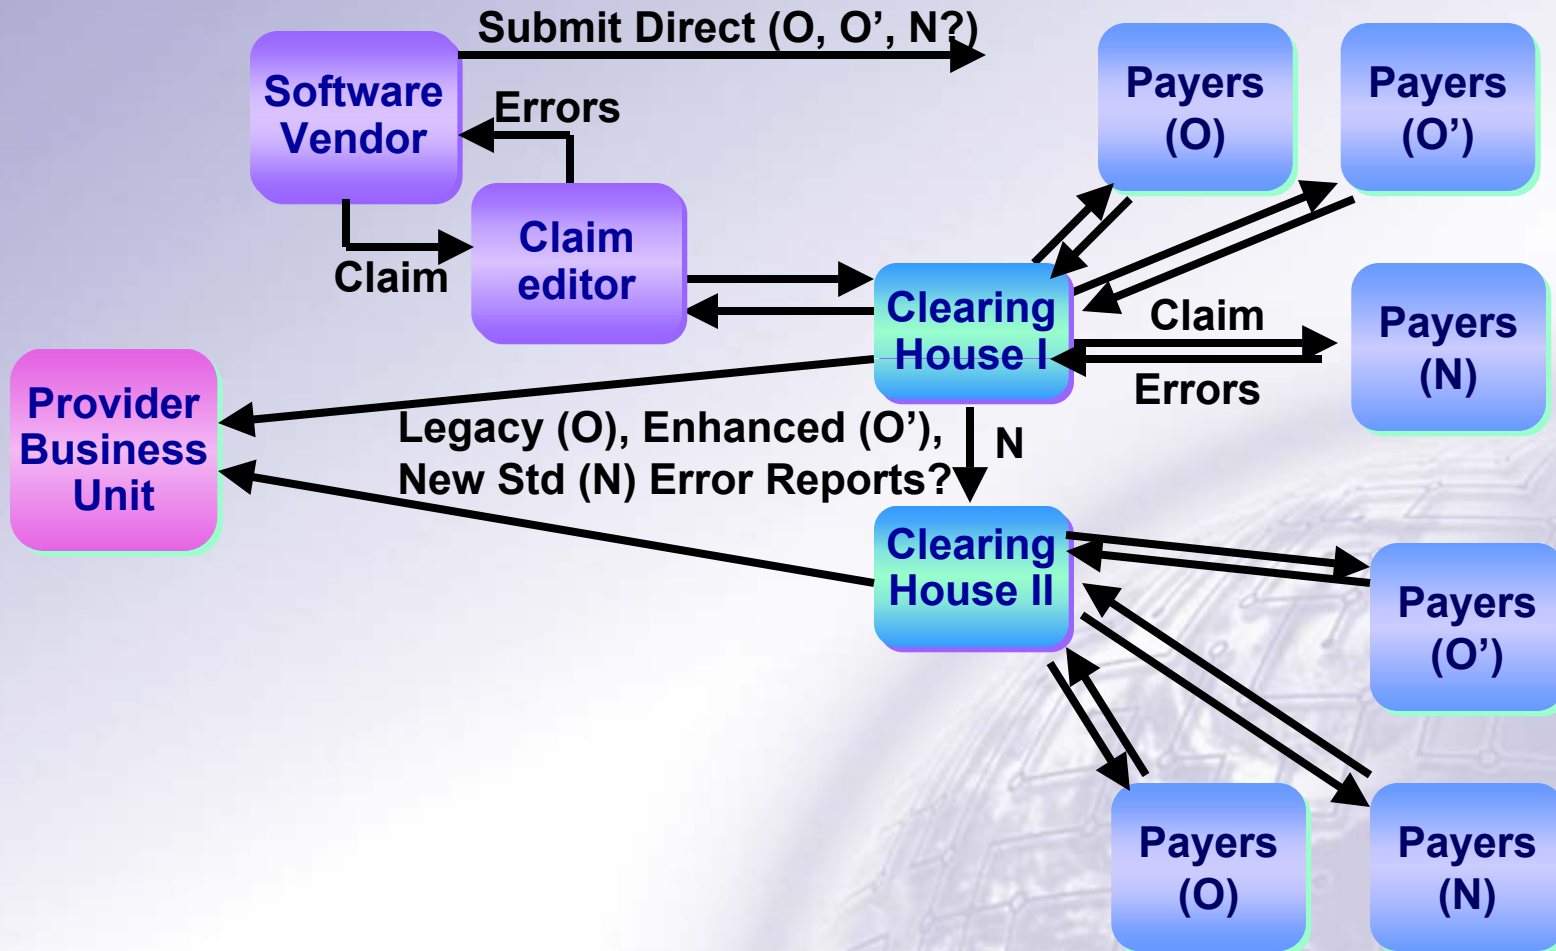 Submit Direct (O, O’, N?)
Software
Vendor
Errors
Payers
(O)
Payers
(O’)
Claim
editor
Claim
Clearing
House I
Claim
Errors
Payers
(N)
Provider
Business
Unit
Legacy (O), Enhanced (O’),
New Std (N) Error Reports?
N
Clearing
House II
Payers
(O’)
Payers
(O)
Payers
(N)